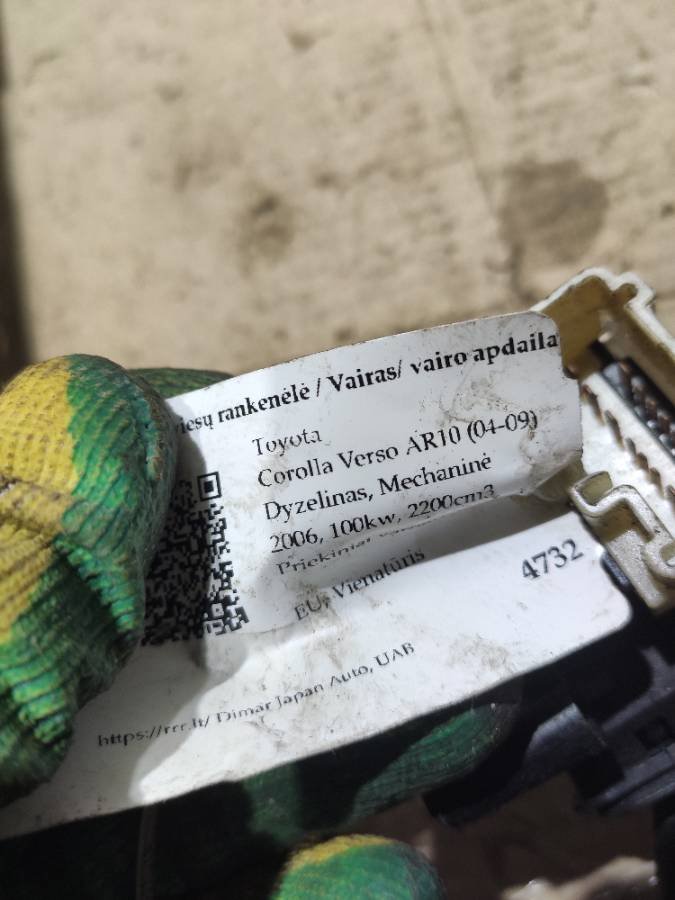 rankenėlė / Vairas/ vairo apdaila
Toyota
Corolla Verso AR10 (04-09)
Dyzelinas, Mechaninė
2006, 100kw, 2200cm3
Priekiniai
EU, Vienatūris
4732
https://rrr.lt/ Dimar Japan Auto, UAB